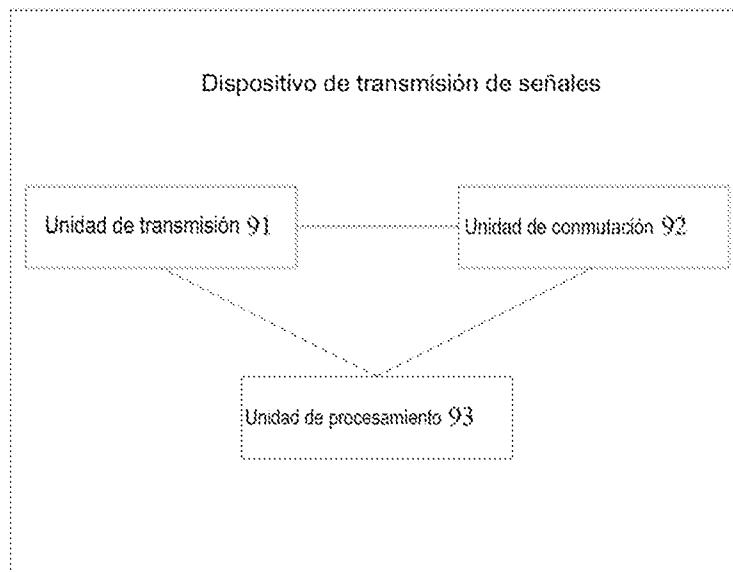 Dispositivo de transmisión de señales
Unidad de transmisión 91
Unidad de conmutación 92
Unidad de procesamiento 93